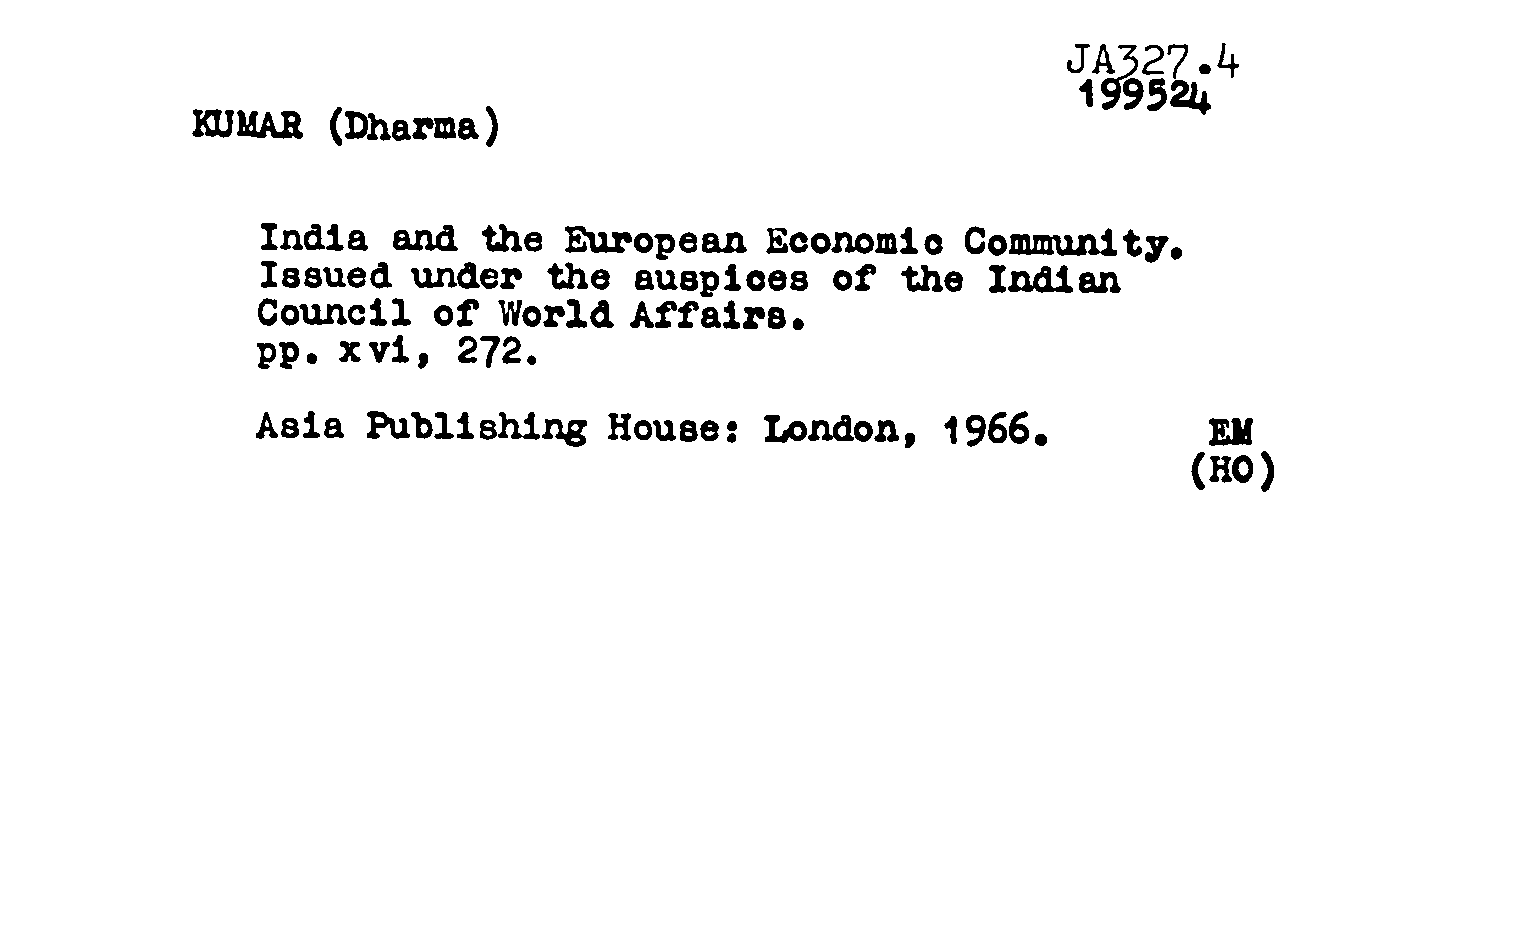 JA327.4
199524
KUMAR (Dharma)
India and the European Economic Community.
Issued under the auspices of the Indian
Council of World Affairs.
pp. xvi, 272.
Asia Publishing House: London, 1966.
EM
(HO)